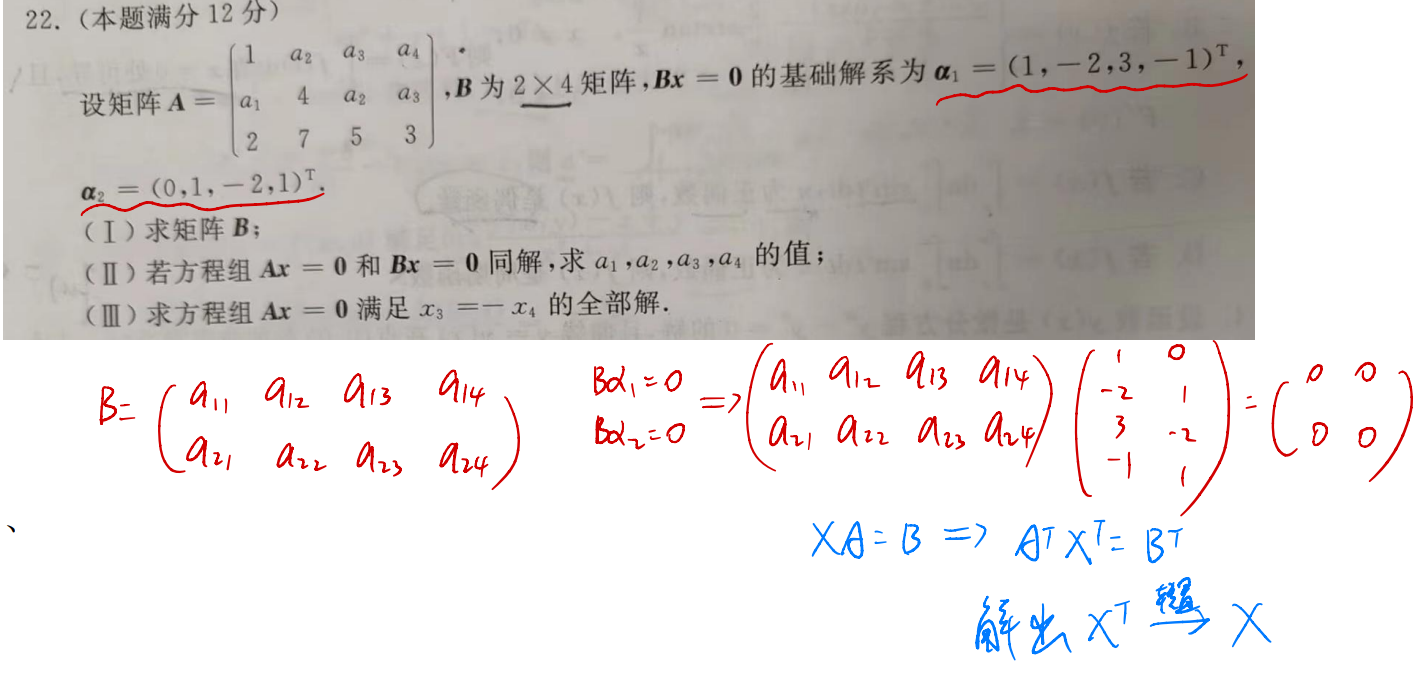 22.（本题满分 12 分）
设矩阵 A = ⎛1 a₂ a₃ a₄⎞
⎜a₁ 4 a₂ a₃⎟
⎝2 7 5 3⎠ ,B 为 2×4 矩阵,Bx = 0 的基础解系为 α₁ = (1,−2,3,−1)ᵀ,
α₂ = (0,1,−2,1)ᵀ.
（Ⅰ）求矩阵 B;
（Ⅱ）若方程组 Ax = 0 和 Bx = 0 同解,求 a₁,a₂,a₃,a₄ 的值;
（Ⅲ）求方程组 Ax = 0 满足 x₃ =− x₄ 的全部解.
B= (a₁₁ a₁₂ a₁₃ a₁₄
a₂₁ a₂₂ a₂₃ a₂₄)
Bα₁=0
Bα₂=0
=> (a₁₁ a₁₂ a₁₃ a₁₄
a₂₁ a₂₂ a₂₃ a₂₄)
(1 0
-2 1
3 -2
-1 1)
= (0 0
0 0)
、
XA=B => AᵀXᵀ=Bᵀ
解出 Xᵀ 转置→ X